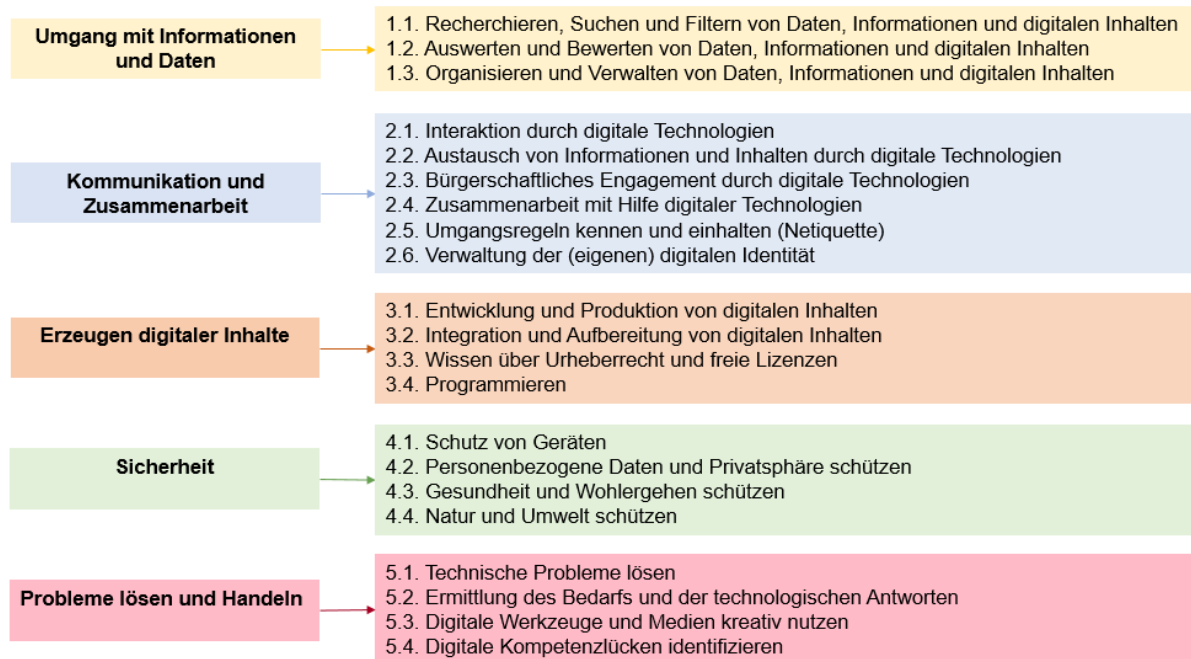 Umgang mit Informationen
und Daten
1.1. Recherchieren, Suchen und Filtern von Daten, Informationen und digitalen Inhalten
1.2. Auswerten und Bewerten von Daten, Informationen und digitalen Inhalten
1.3. Organisieren und Verwalten von Daten, Informationen und digitalen Inhalten
Kommunikation und
Zusammenarbeit
2.1. Interaktion durch digitale Technologien
2.2. Austausch von Informationen und Inhalten durch digitale Technologien
2.3. Bürgerschaftliches Engagement durch digitale Technologien
2.4. Zusammenarbeit mit Hilfe digitaler Technologien
2.5. Umgangsregeln kennen und einhalten (Netiquette)
2.6. Verwaltung der (eigenen) digitalen Identität
Erzeugen digitaler Inhalte
3.1. Entwicklung und Produktion von digitalen Inhalten
3.2. Integration und Aufbereitung von digitalen Inhalten
3.3. Wissen über Urheberrecht und freie Lizenzen
3.4. Programmieren
Sicherheit
4.1. Schutz von Geräten
4.2. Personenbezogene Daten und Privatsphäre schützen
4.3. Gesundheit und Wohlergehen schützen
4.4. Natur und Umwelt schützen
Probleme lösen und Handeln
5.1. Technische Probleme lösen
5.2. Ermittlung des Bedarfs und der technologischen Antworten
5.3. Digitale Werkzeuge und Medien kreativ nutzen
5.4. Digitale Kompetenzlücken identifizieren